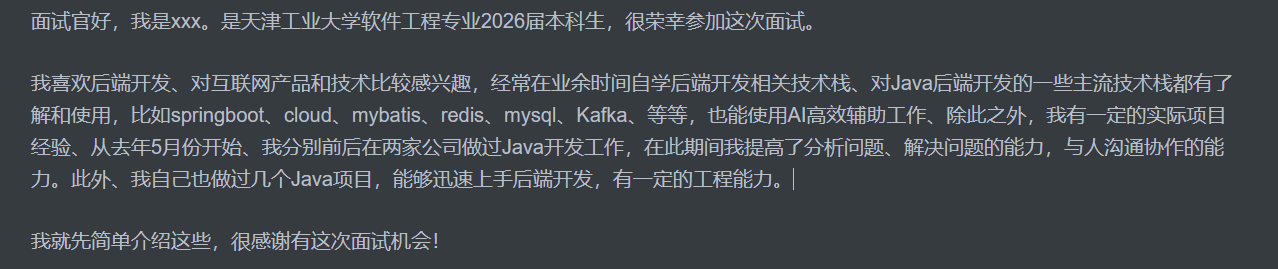 面试官好，我是xxx。是天津工业大学软件工程专业2026届本科生，很荣幸参加这次面试。
我喜欢后端开发、对互联网产品和技术比较感兴趣，经常在业余时间自学后端开发相关技术栈、对Java后端开发的一些主流技术栈都有了
解和使用，比如springboot、cloud、mybatis、redis、mysql、Kafka、等等，也能使用AI高效辅助工作、除此之外，我有一定的实际项目
经验、从去年5月份开始、我分别前后在两家公司做过Java开发工作，在此期间我提高了分析问题、解决问题的能力，与人沟通协作的能
力。此外、我自己也做过几个Java项目，能够迅速上手后端开发，有一定的工程能力。
我就先简单介绍这些，很感谢有这次面试机会！